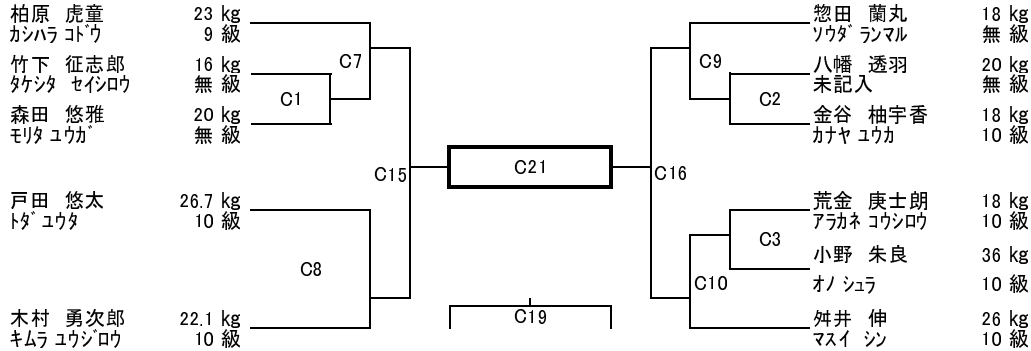 柏原 虎童 23 kg
ｶｼﾊﾗ ｺﾄﾞｳ 9 級
竹下 征志郎 16 kg
ﾀｹｼﾀ ｾｲｼﾛｳ 無 級
森田 悠雅 20 kg
ﾓﾘﾀ ﾕｳｶﾞ 無 級
戸田 悠太 26.7 kg
ﾄﾀﾞ ﾕｳﾀ 10 級
木村 勇次郎 22.1 kg
ｷﾑﾗ ﾕｳｼﾞﾛｳ 10 級
C7
C1
C15
C8
C21
C19
C9
C2
C16
C3
C10
惣田 蘭丸 18 kg
ｿｳﾀﾞ ﾗﾝﾏﾙ 無 級
八幡 透羽 20 kg
未記入 無 級
金谷 柚宇香 18 kg
ｶﾅﾔ ﾕｳｶ 10 級
荒金 庚士朗 18 kg
ｱﾗｶﾈ ｺｳｼﾛｳ 10 級
小野 朱良 36 kg
ｵﾉ ｼｭﾗ 10 級
舛井 伸 26 kg
ﾏｽｲ ｼﾝ 10 級